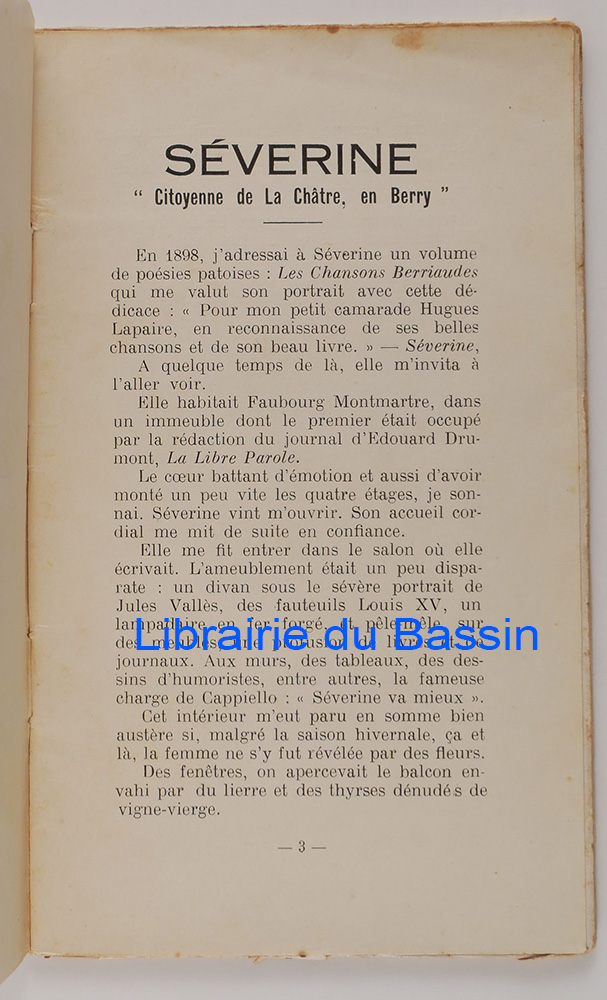 SÉVERINE
“ Citoyenne de La Châtre, en Berry ”
En 1898, j'adressai à Séverine un volume
de poésies patoises : Les Chansons Berriaudes
qui me valut son portrait avec cette dé-
dicace : « Pour mon petit camarade Hugues
Lapaire, en reconnaissance de ses belles
chansons et de son beau livre. » — Séverine,
A quelque temps de là, elle m'invita à
l'aller voir.
Elle habitait Faubourg Montmartre, dans
un immeuble dont le premier était occupé
par la rédaction du journal d'Edouard Dru-
mont, La Libre Parole.
Le cœur battant d'émotion et aussi d'avoir
monté un peu vite les quatre étages, je son-
nai. Séverine vint m'ouvrir. Son accueil cor-
dial me mit de suite en confiance.
Elle me fit entrer dans le salon où elle
écrivait. L'ameublement était un peu dispa-
rate : un divan sous le sévère portrait de
Jules Vallès, des fauteuils Louis XV, un
lampadaire en fer forgé, et pêle-mêle, sur
des meubles, une profusion de livres et de
Librairie du Bassin
journaux. Aux murs, des tableaux, des des-
sins d'humoristes, entre autres, la fameuse
charge de Cappiello : « Séverine va mieux ».
Cet intérieur m'eut paru en somme bien
austère si, malgré la saison hivernale, ça et
là, la femme ne s'y fut révélée par des fleurs.
Des fenêtres, on apercevait le balcon en-
vahi par du lierre et des thyrses dénudés de
vigne-vierge.
— 3 —